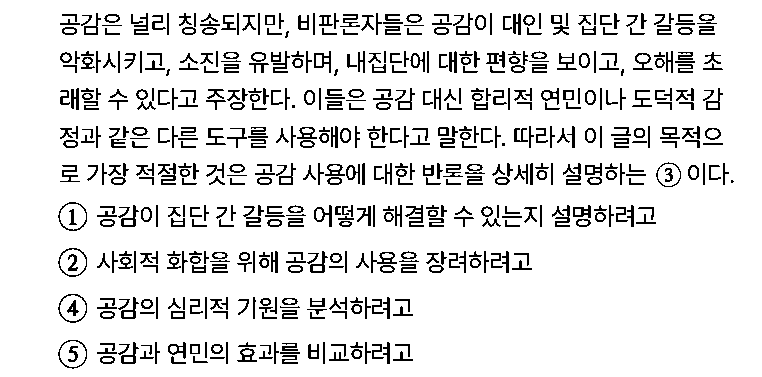 공감은 널리 칭송되지만, 비판론자들은 공감이 대인 및 집단 간 갈등을
악화시키고, 소진을 유발하며, 내집단에 대한 편향을 보이고, 오해를 초
래할 수 있다고 주장한다. 이들은 공감 대신 합리적 연민이나 도덕적 감
정과 같은 다른 도구를 사용해야 한다고 말한다. 따라서 이 글의 목적으
로 가장 적절한 것은 공감 사용에 대한 반론을 상세히 설명하는 ③이다.
① 공감이 집단 간 갈등을 어떻게 해결할 수 있는지 설명하려고
② 사회적 화합을 위해 공감의 사용을 장려하려고
④ 공감의 심리적 기원을 분석하려고
⑤ 공감과 연민의 효과를 비교하려고